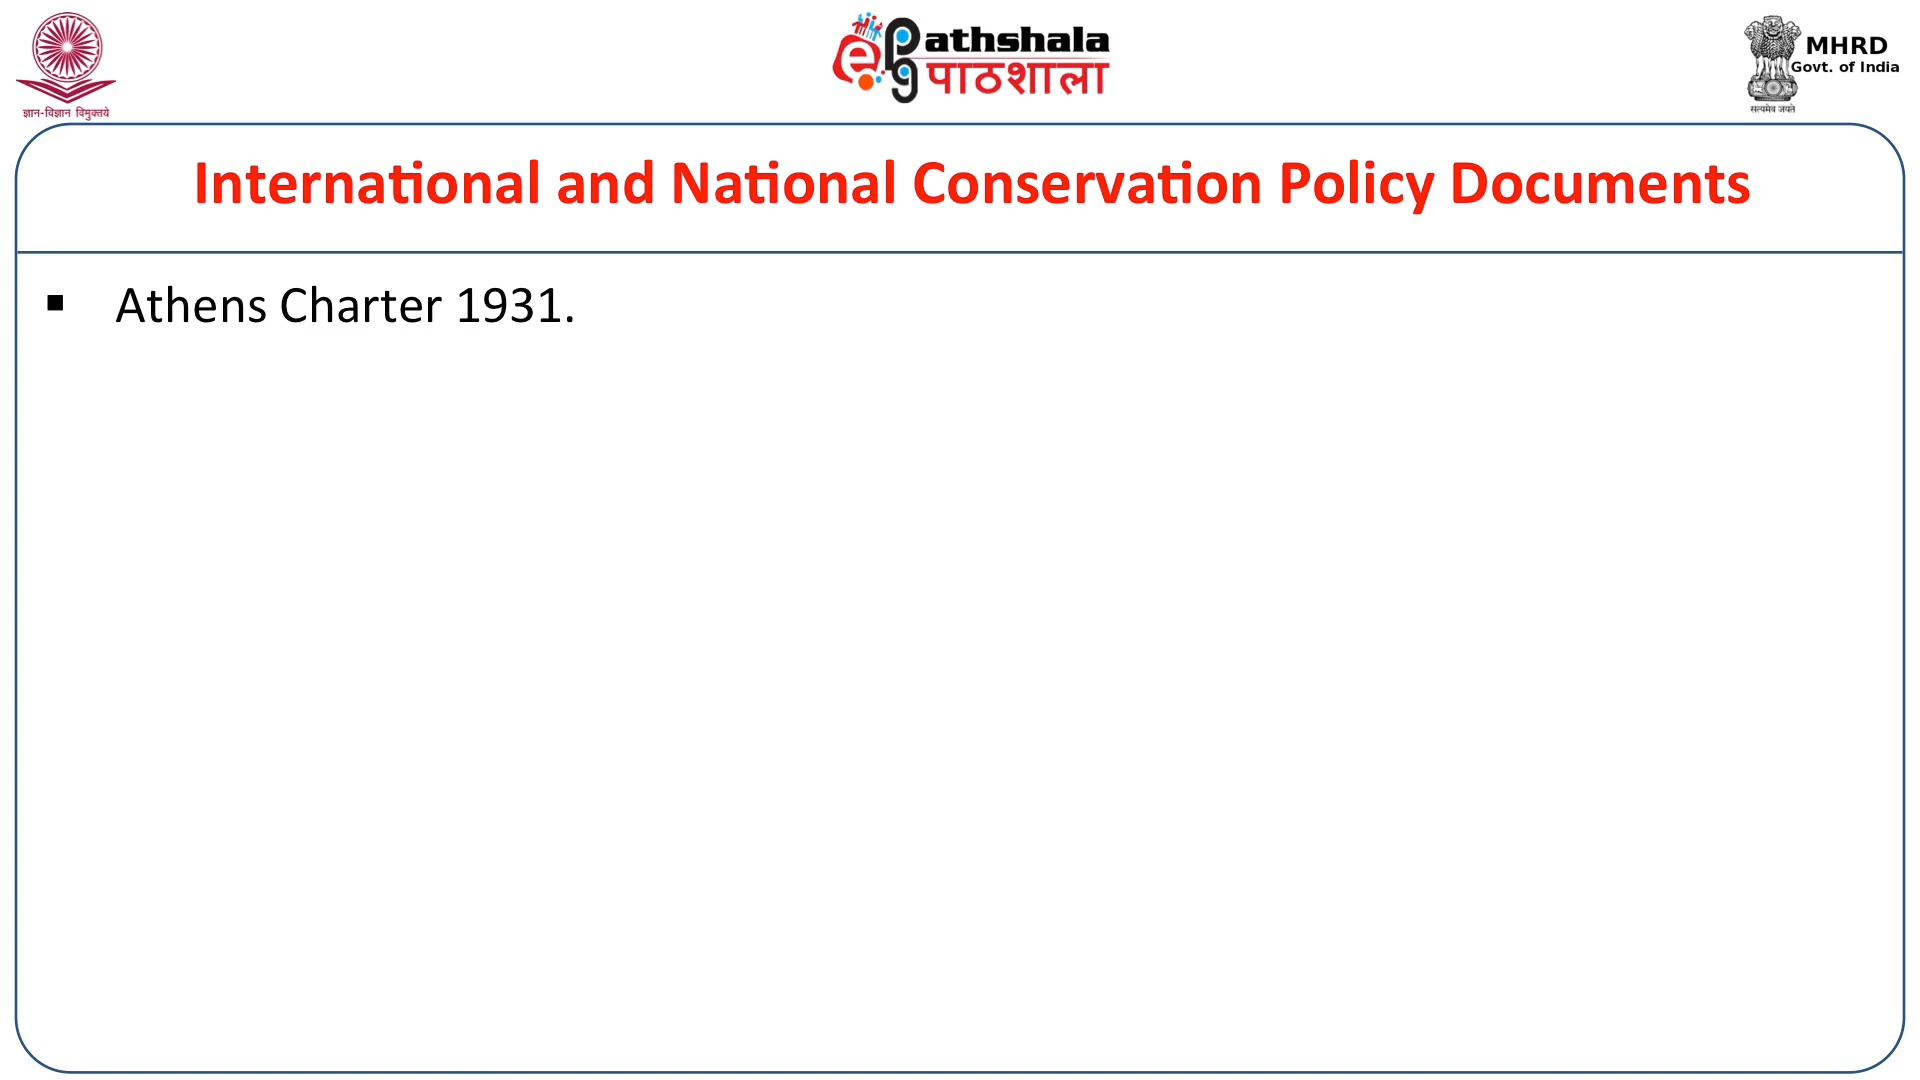 ज्ञान-विज्ञान विमुक्तये
e pg Pathshala
पाठशाला
MHRD
Govt. of India
सत्यमेव जयते
International and National Conservation Policy Documents
▪ Athens Charter 1931.